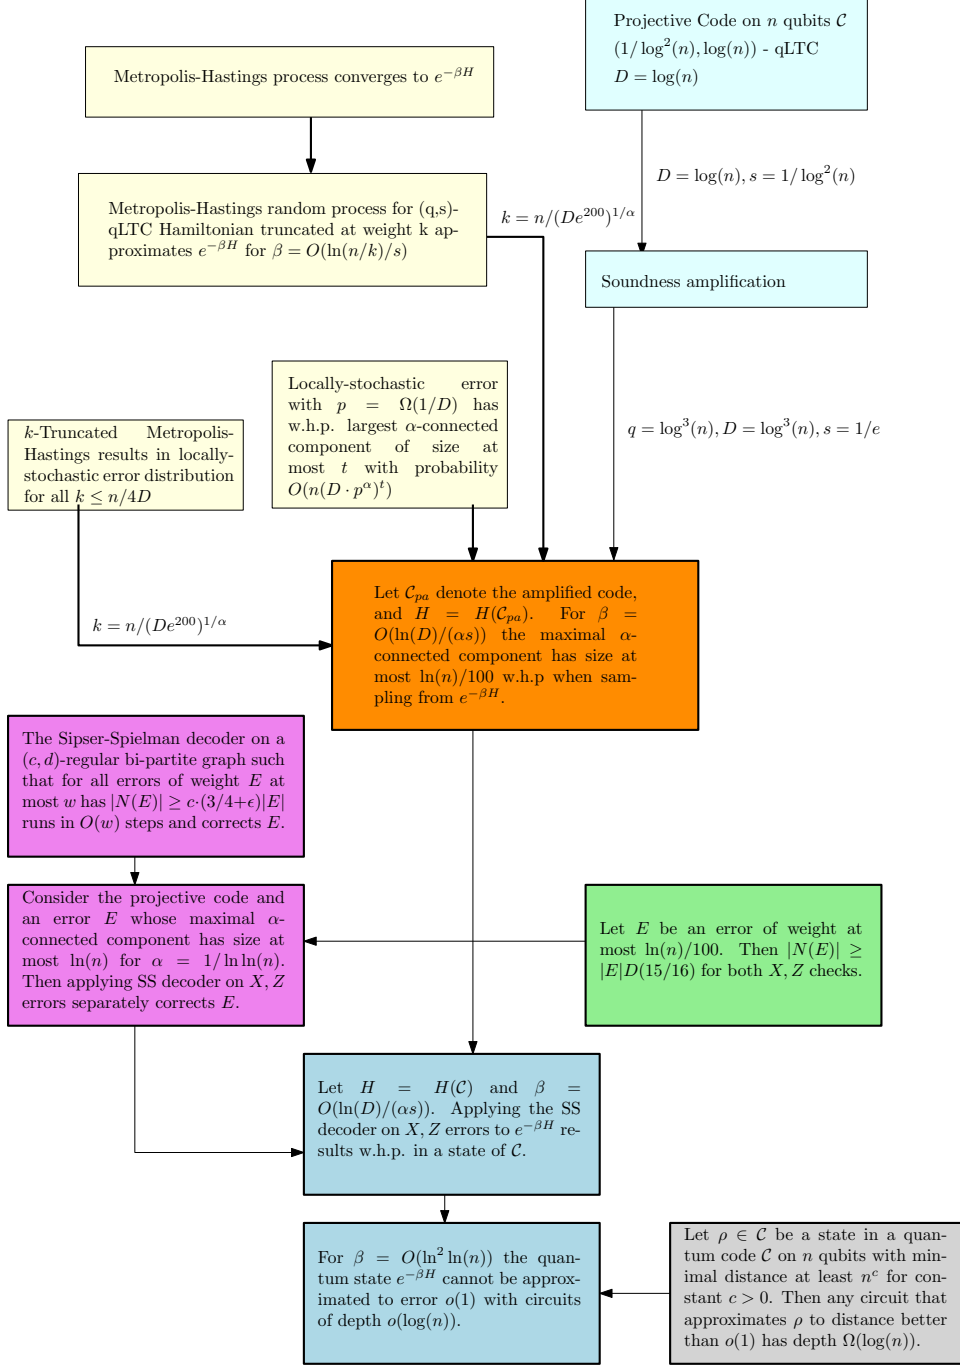 Projective Code on n qubits 𝒞
(1/ log²(n), log(n)) - qLTC
D = log(n)
Metropolis-Hastings process converges to e^{−βH}
D = log(n), s = 1/ log²(n)
Metropolis-Hastings random process for (q,s)-
qLTC Hamiltonian truncated at weight k ap-
proximates e^{−βH} for β = O(ln(n/k)/s)
k = n/(De^{200})^{1/α}
Soundness amplification
Locally-stochastic error
with p = Ω(1/D) has
w.h.p. largest α-connected
component of size at
most t with probability
O(n(D · p^α)^t)
k-Truncated Metropolis-
Hastings results in locally-
stochastic error distribution
for all k ≤ n/4D
q = log³(n), D = log³(n), s = 1/e
k = n/(De^{200})^{1/α}
Let 𝒞_{pa} denote the amplified code,
and H = H(𝒞_{pa}). For β =
O(ln(D)/(αs)) the maximal α-
connected component has size at
most ln(n)/100 w.h.p when sam-
pling from e^{−βH}.
The Sipser-Spielman decoder on a
(c, d)-regular bi-partite graph such
that for all errors of weight E at
most w has |N(E)| ≥ c·(3/4+ϵ)|E|
runs in O(w) steps and corrects E.
Consider the projective code and
an error E whose maximal α-
connected component has size at
most ln(n) for α = 1/ ln ln(n).
Then applying SS decoder on X, Z
errors separately corrects E.
Let E be an error of weight at
most ln(n)/100. Then |N(E)| ≥
|E|D(15/16) for both X, Z checks.
Let H = H(𝒞) and β =
O(ln(D)/(αs)). Applying the SS
decoder on X, Z errors to e^{−βH} re-
sults w.h.p. in a state of 𝒞.
For β = O(ln² ln(n)) the quan-
tum state e^{−βH} cannot be approx-
imated to error o(1) with circuits
of depth o(log(n)).
Let ρ ∈ 𝒞 be a state in a quan-
tum code 𝒞 on n qubits with min-
imal distance at least n^c for con-
stant c > 0. Then any circuit that
approximates ρ to distance better
than o(1) has depth Ω(log(n)).